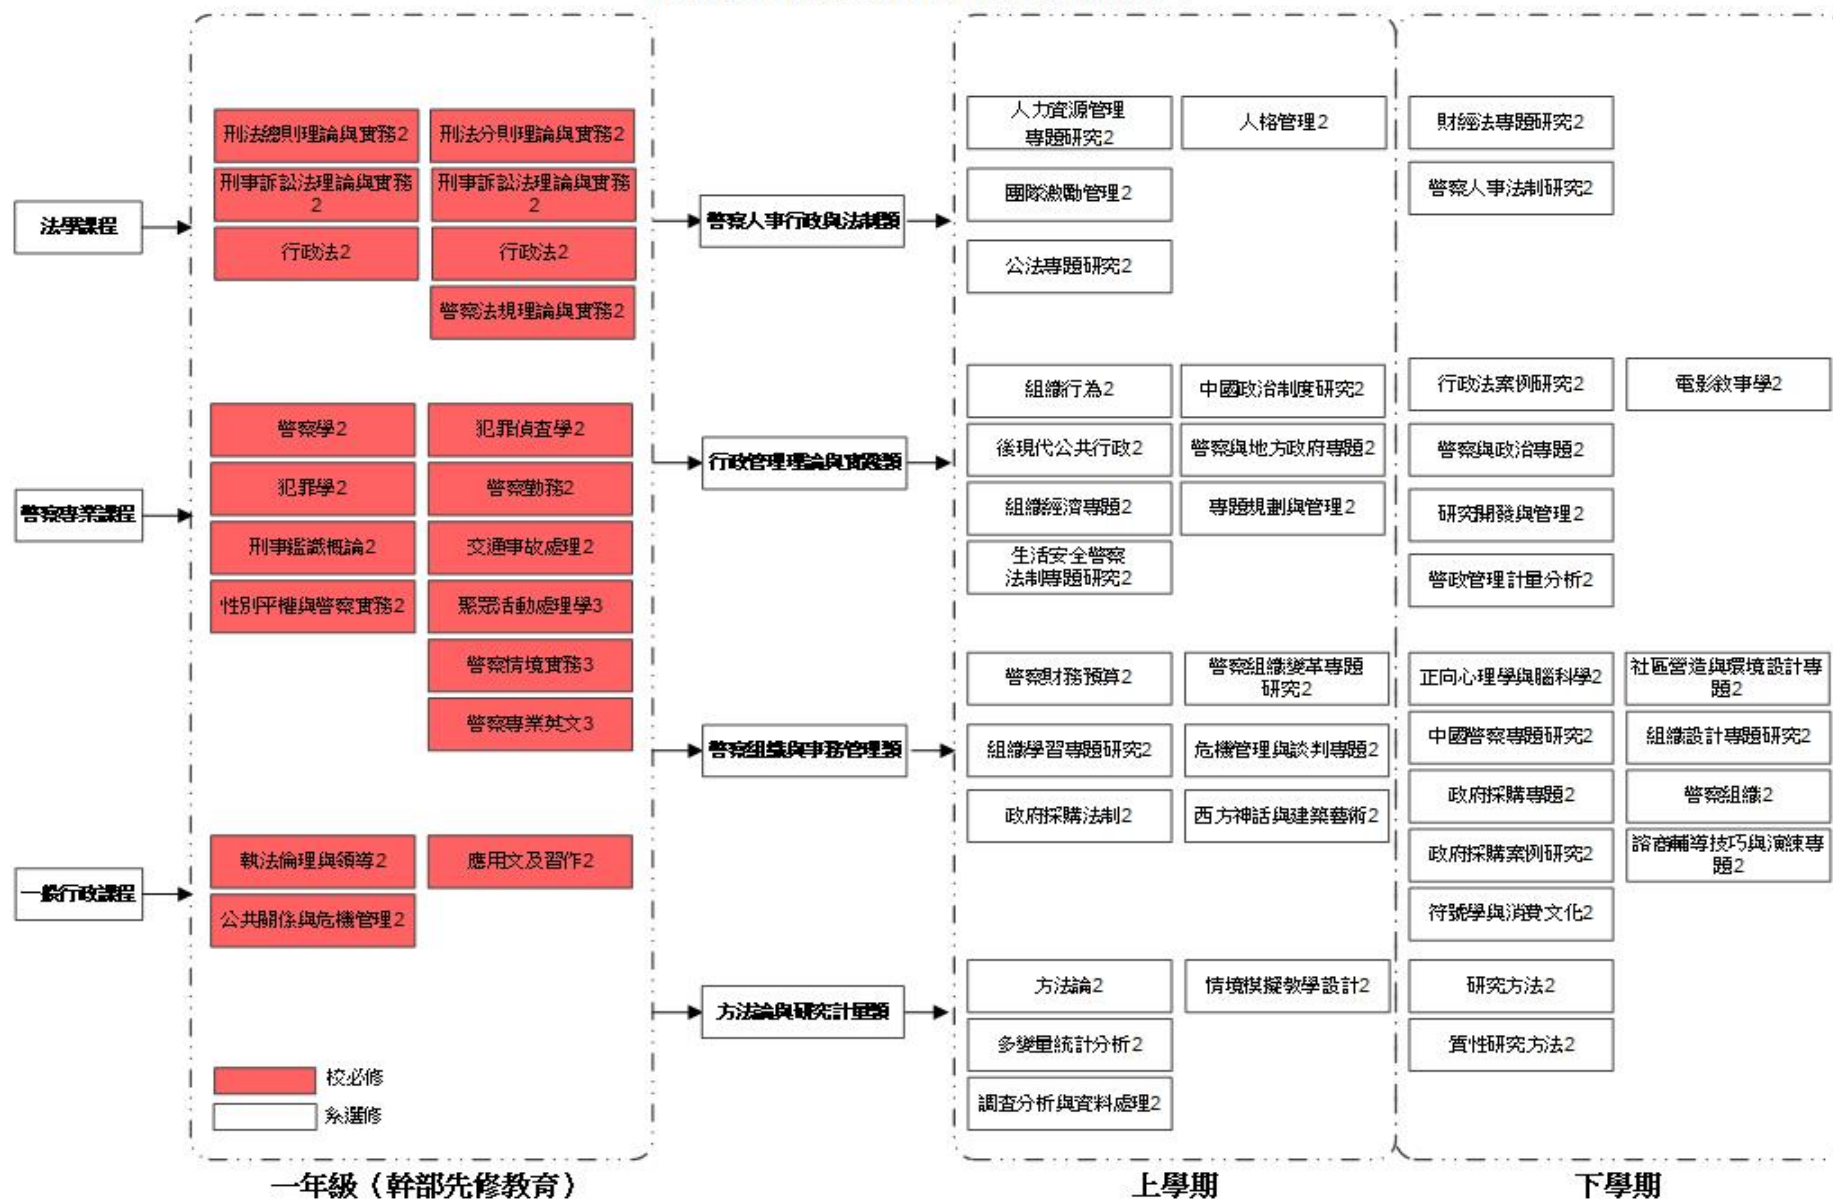 法學課程
刑法總則理論與實務2
刑法分則理論與實務2
刑事訴訟法理論與實務
2
刑事訴訟法理論與實務
2
行政法2
行政法2
警察法規理論與實務2
警察專業課程
警察學2
犯罪偵查學2
犯罪學2
警察勤務2
刑事鑑識概論2
交通事故處理2
性別平權與警察實務2
聚眾活動處理學3
警察情境實務3
警察專業英文3
一般行政課程
執法倫理與領導2
應用文及習作2
公共關係與危機管理2
校必修
系選修
一年級（幹部先修教育）
警察人事行政與法制類
人力資源管理
專題研究2
人格管理2
團隊激勵管理2
公法專題研究2
財經法專題研究2
警察人事法制研究2
行政管理理論與實踐類
組織行為2
中國政治制度研究2
後現代公共行政2
警察與地方政府專題2
組織經濟專題2
專題規劃與管理2
生活安全警察
法制專題研究2
行政法案例研究2
電影敘事學2
警察與政治專題2
研究開發與管理2
警政管理計量分析2
警察組織與事務管理類
警察財務預算2
警察組織變革專題
研究2
組織學習專題研究2
危機管理與談判專題2
政府採購法制2
西方神話與建築藝術2
正向心理學與腦科學2
社區營造與環境設計專
題2
中國警察專題研究2
組織設計專題研究2
政府採購專題2
警察組織2
政府採購案例研究2
諮商輔導技巧與演練專
題2
符號學與消費文化2
方法論與研究計量類
方法論2
情境模擬教學設計2
多變量統計分析2
調查分析與資料處理2
研究方法2
質性研究方法2
上學期
下學期